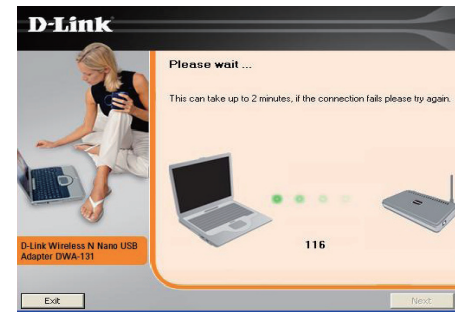 D-Link
Please wait ...
This can take up to 2 minutes, if the connection fails please try again.
116
D-Link Wireless N Nano USB
Adapter DWA-131
Exit
Next